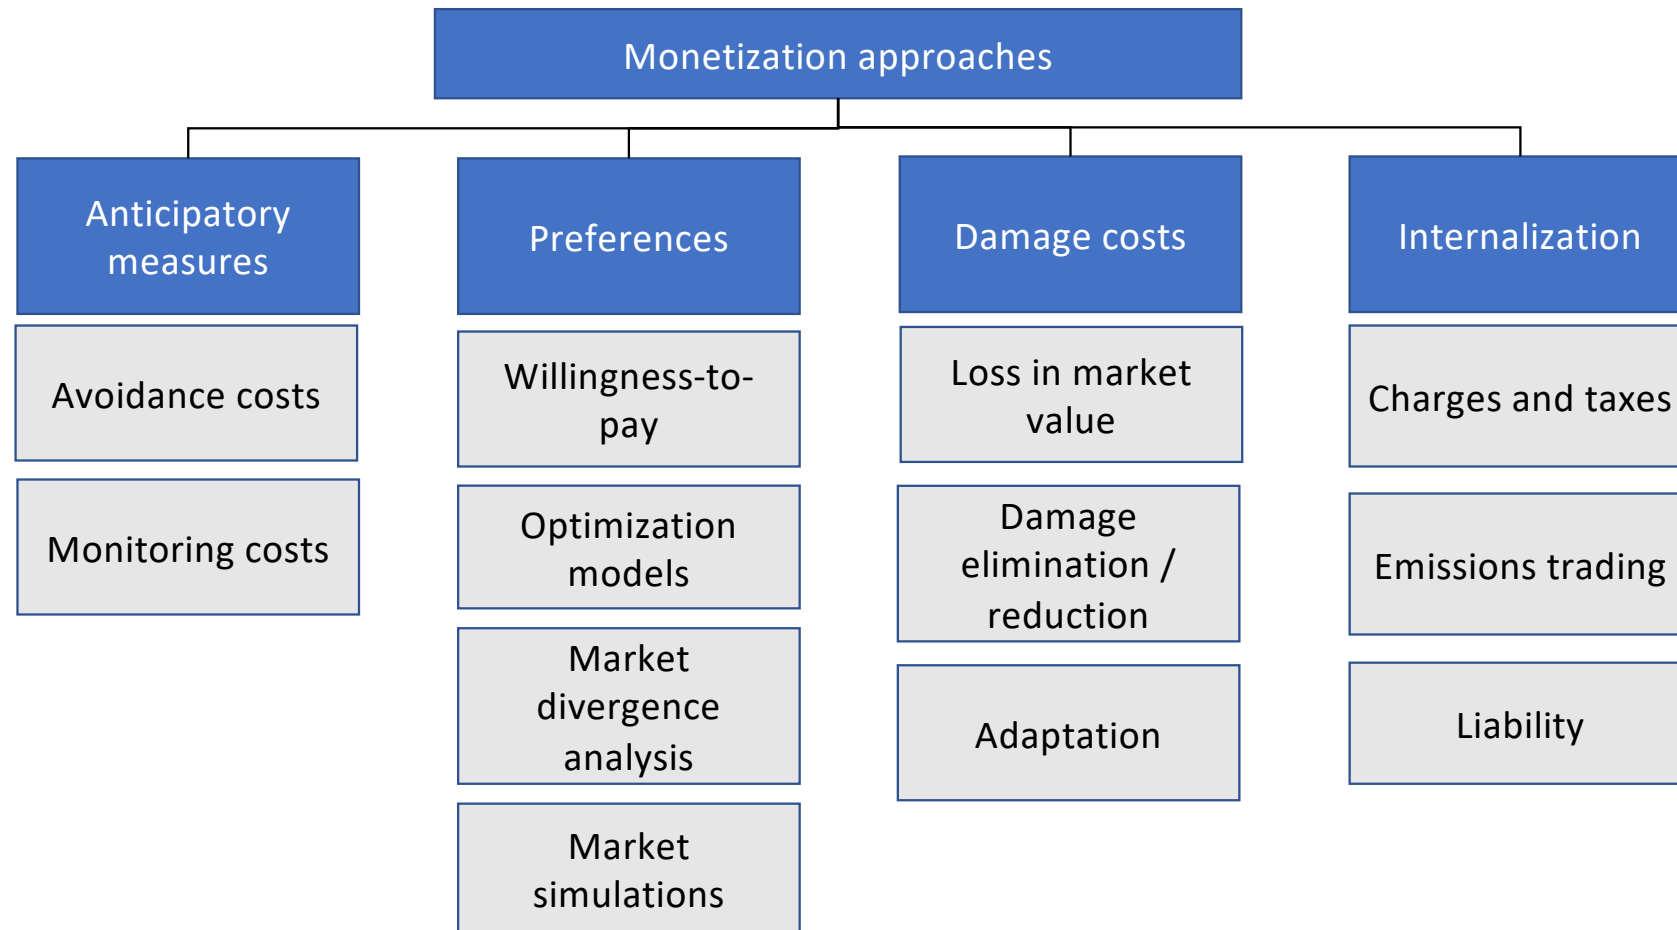 Monetization approaches
Anticipatory
measures
Avoidance costs
Monitoring costs
Preferences
Willingness-to-
pay
Optimization
models
Market
divergence
analysis
Market
simulations
Damage costs
Loss in market
value
Damage
elimination /
reduction
Adaptation
Internalization
Charges and taxes
Emissions trading
Liability